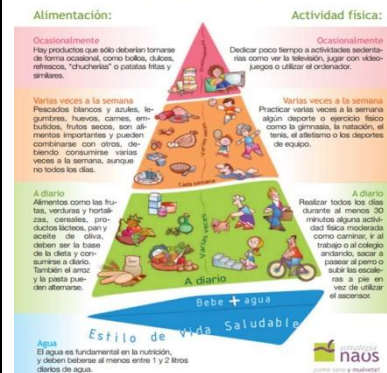 Alimentación:
Ocasionalmente
Hay productos que sólo deberían tomarse
de forma ocasional, como bollos, dulces,
refrescos, "chucherías" o patatas fritas y
similares.
Varias veces a la semana
Pescados blancos y azules, le-
gumbres, huevos, carnes, em-
butidos, frutos secos, son ali-
mentos importantes y pueden
combinarse con otros, de-
biendo consumirse varias
veces a la semana, aunque
no todos los días.
A diario
Alimentos como las fru-
tas, verduras y hortali-
zas, cereales, pro-
ductos lácteos, pan y
aceite de oliva,
deben ser la base
de la dieta y con-
sumirse a diario.
También el arroz
y la pasta pue-
den alternarse.
Agua
El agua es fundamental en la nutrición,
y deben beberse al menos entre 1 y 2 litros
diarios de agua.
Varias veces
Cada semana
Varias veces
A diario
Bebe + agua
Estilo de Vida Saludable
Actividad física:
Ocasionalmente
Dedicar poco tiempo a actividades sedenta-
rias como ver la televisión, jugar con video-
juegos o utilizar el ordenador.
Varias veces a la semana
Practicar varias veces a la semana
algún deporte o ejercicio físico
como la gimnasia, la natación, el
tenis, el atletismo o los deportes
de equipo.
A diario
Realizar todos los días
durante al menos 30
minutos alguna activi-
dad física moderada
como caminar, ir al
trabajo o al colegio
andando, sacar a
pasear al perro o
subir las escale-
ras a pie en
vez de utilizar
el ascensor.
estrategia
naos
¡come sano y muévete!